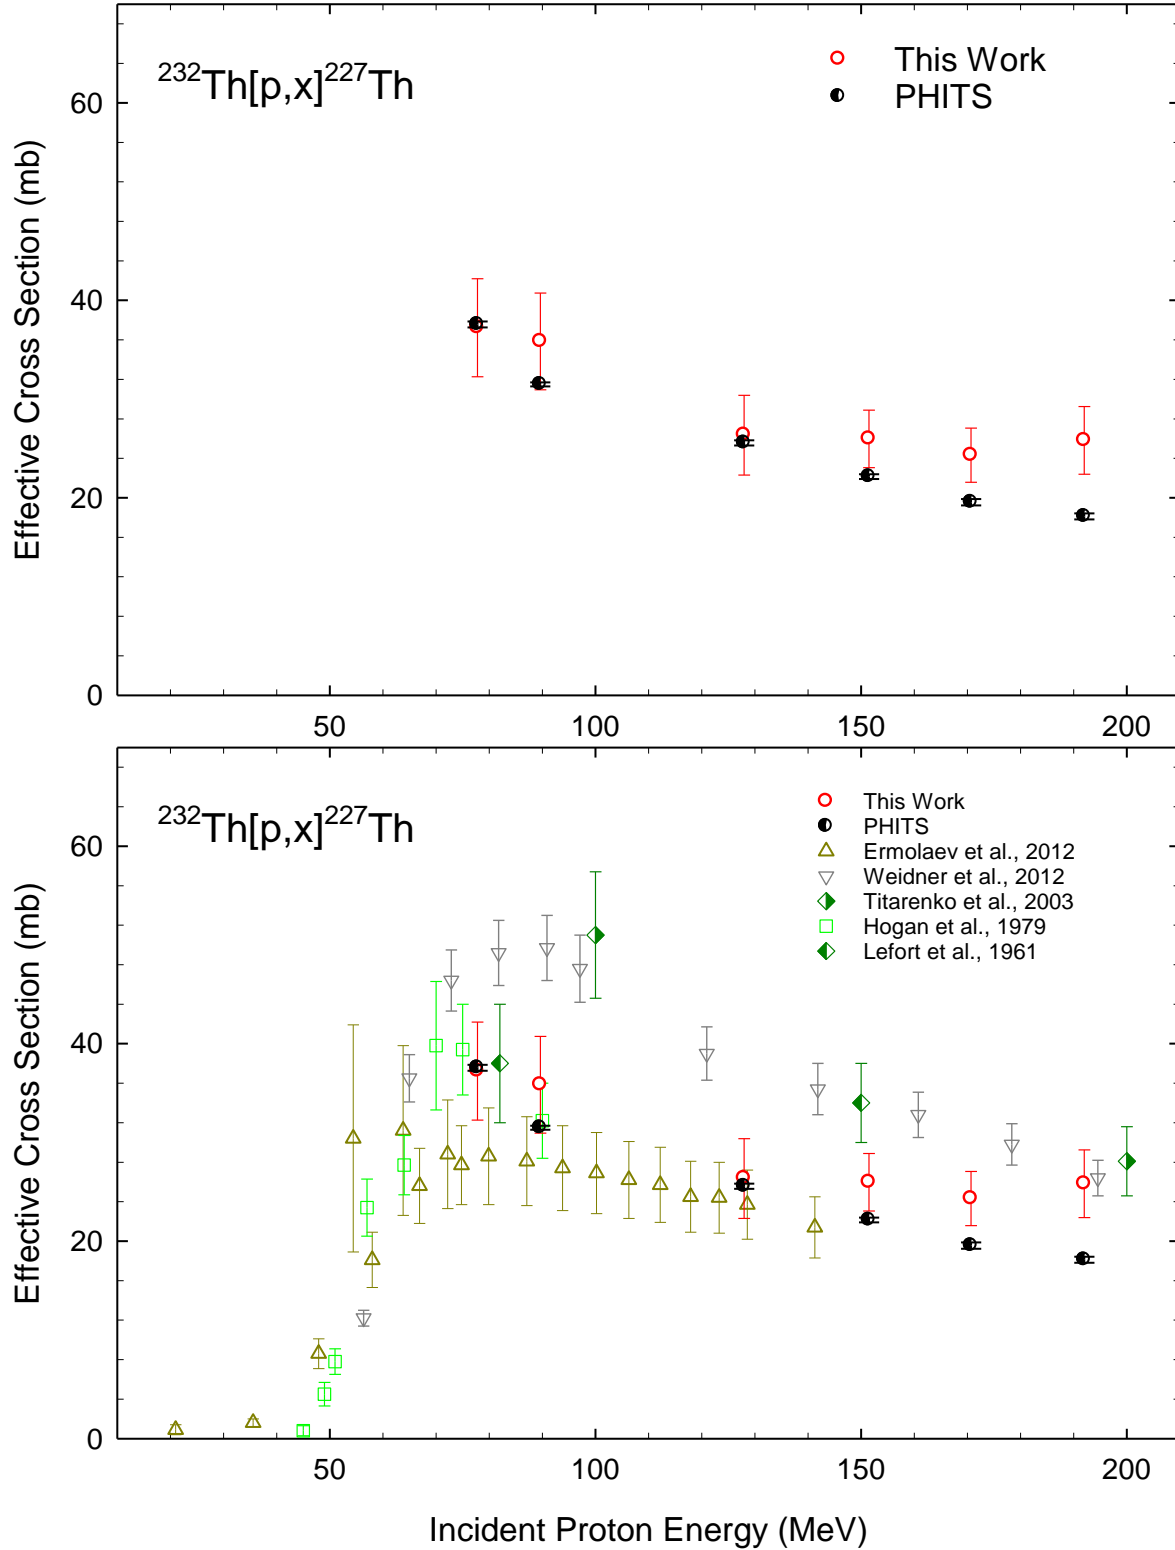 ²³²Th[p,x]²²⁷Th
This Work
PHITS
Effective Cross Section (mb)
60
40
20
0
50 100 150 200
²³²Th[p,x]²²⁷Th
This Work
PHITS
Ermolaev et al., 2012
Weidner et al., 2012
Titarenko et al., 2003
Hogan et al., 1979
Lefort et al., 1961
Effective Cross Section (mb)
60
40
20
0
50 100 150 200
Incident Proton Energy (MeV)